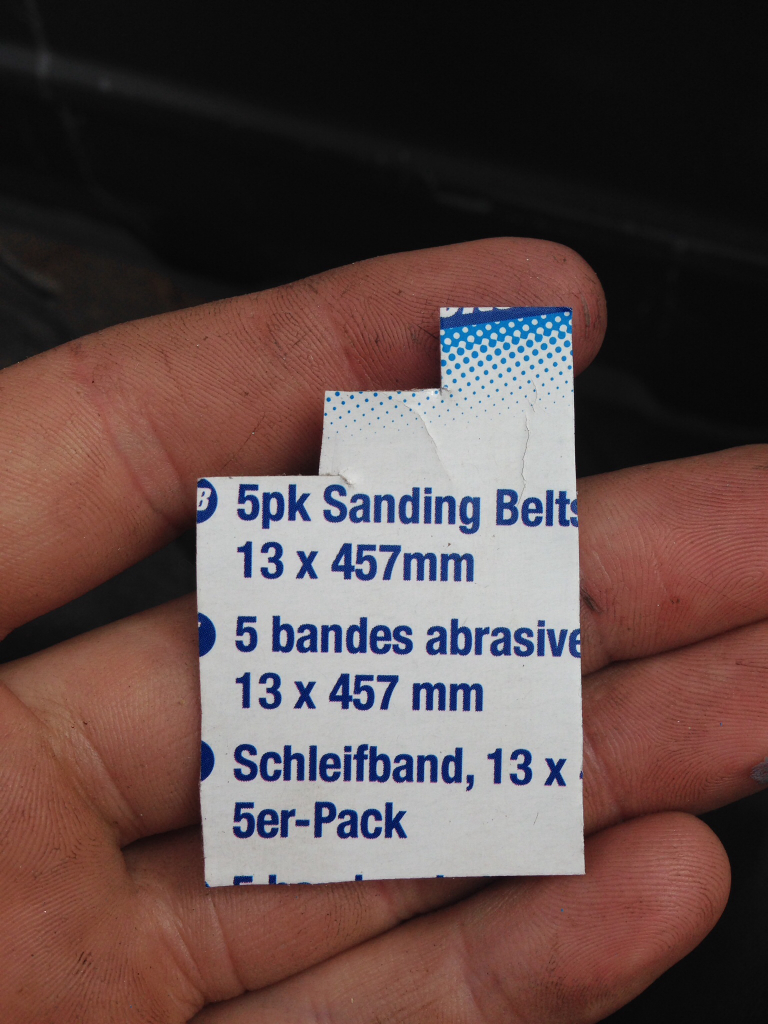 B 5pk Sanding Belts
13 x 457mm
5 bandes abrasive
13 x 457 mm
Schleifband, 13 x
5er-Pack